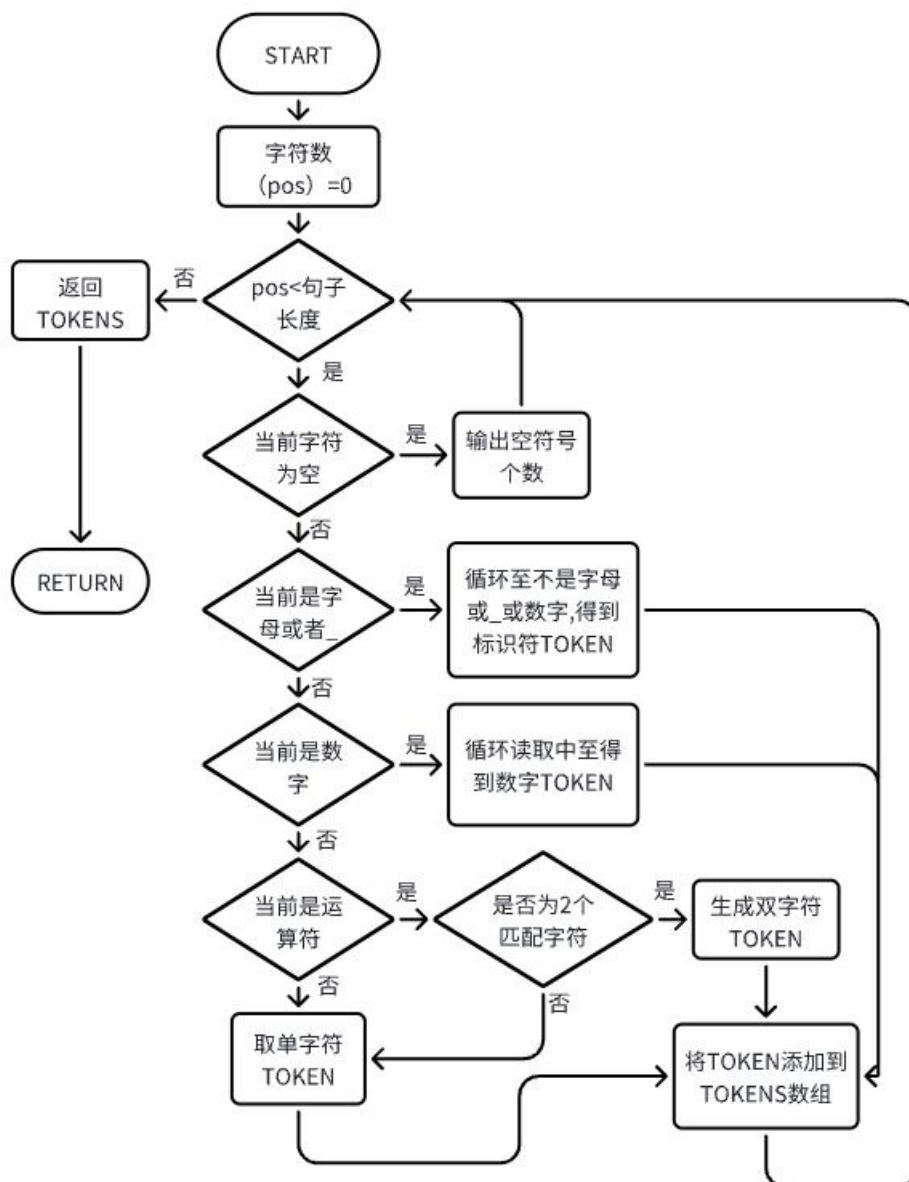 START
字符数
（pos）=0
pos<句子
长度
否
返回
TOKENS
是
当前字符
为空
是
输出空符号
个数
否
RETURN
当前是字
母或者_
是
循环至不是字母
或_或数字,得到
标识符TOKEN
否
当前是数
字
是
循环读取中至得
到数字TOKEN
否
当前是运
算符
是
是否为2个
匹配字符
是
生成双字符
TOKEN
否
否
取单字符
TOKEN
将TOKEN添加到
TOKENS数组